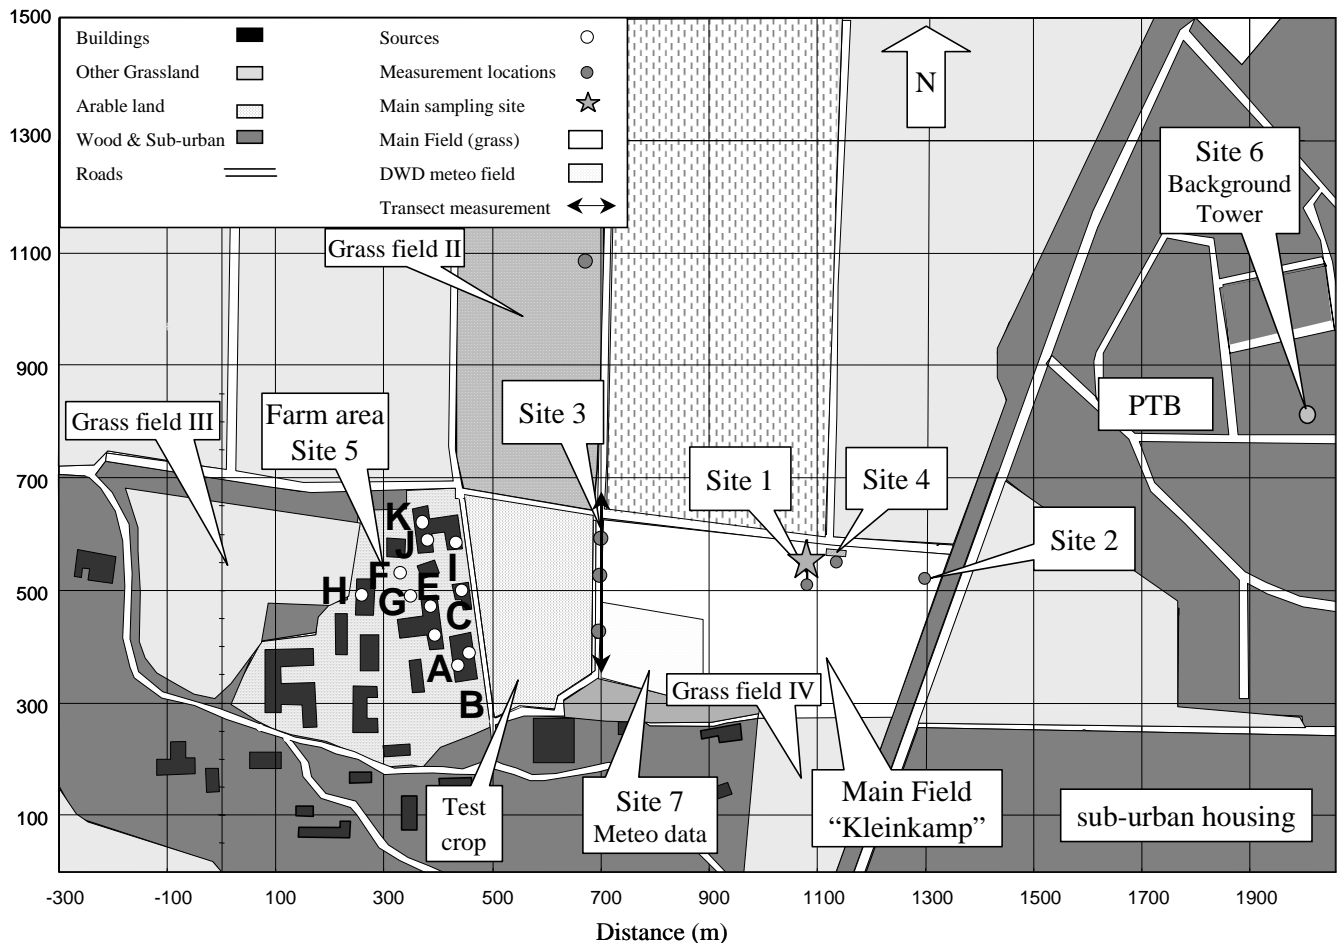 1500
1300
1100
900
700
500
300
100
Buildings
Other Grassland
Arable land
Wood & Sub-urban
Roads
Sources
Measurement locations
Main sampling site
Main Field (grass)
DWD meteo field
Transect measurement
N
Site 6
Background
Tower
Grass field II
Grass field III
Farm area
Site 5
Site 3
PTB
Site 1
Site 4
Site 2
K
J
I
F
E
H
G
C
A
B
Grass field IV
Test
crop
Site 7
Meteo data
Main Field
“Kleinkamp”
sub-urban housing
-300
-100
100
300
500
700
900
1100
1300
1500
1700
1900
Distance (m)